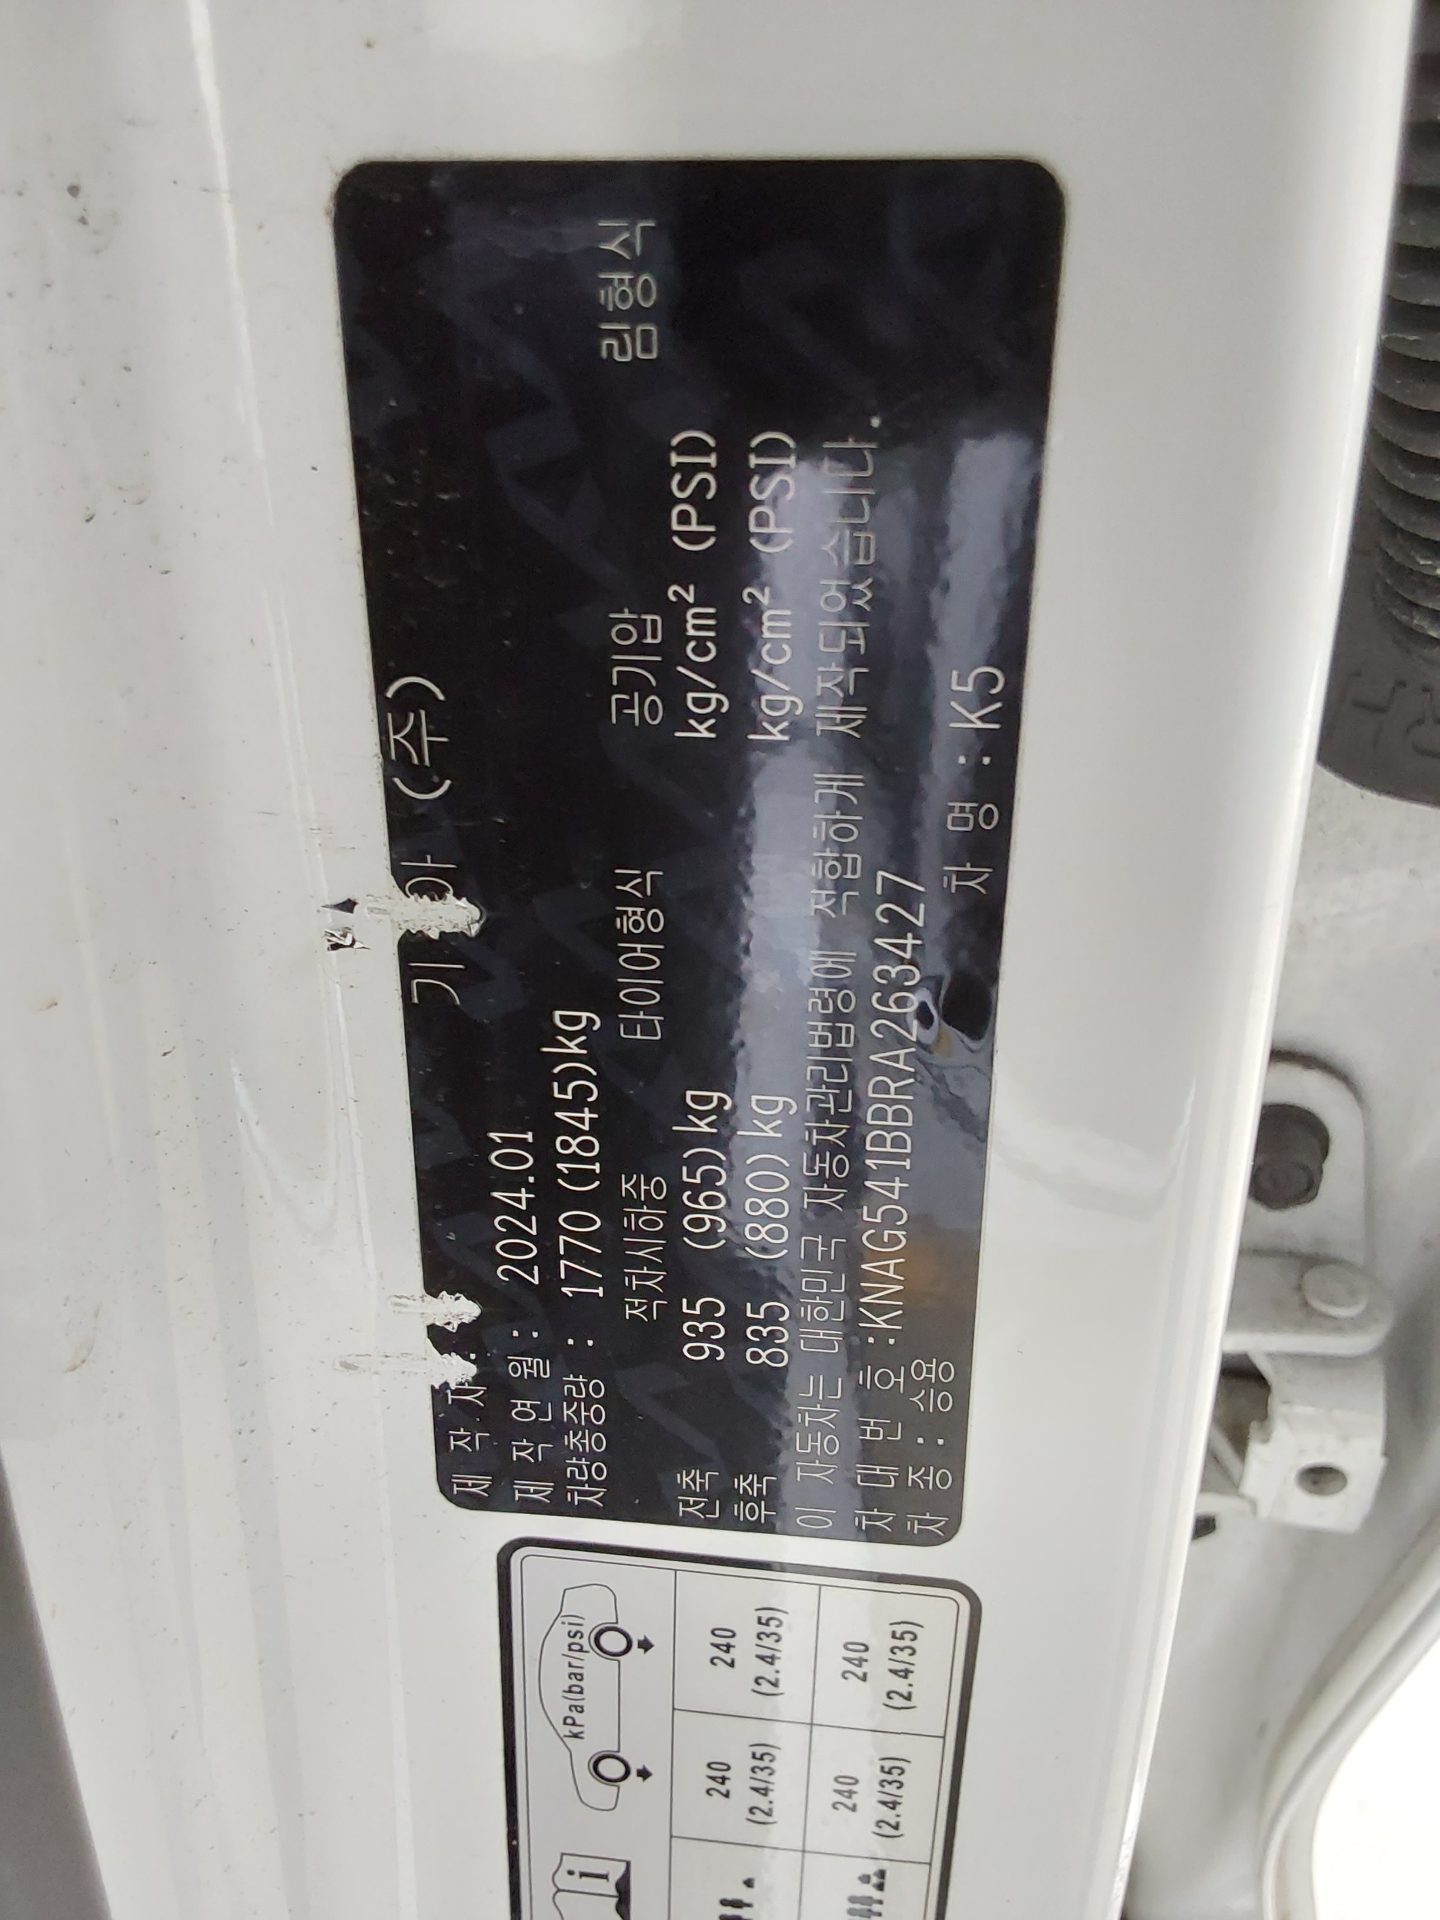 제 작 자 : 기 아 (주)
제 작 연 월 : 2024.01
차량총중량 : 1770 (1845)kg
적차시하중 타이어형식 공기압 림형식
전축 935 (965)kg kg/cm² (PSI)
후축 835 (880)kg kg/cm² (PSI)
이 자동차는 대한민국 자동차관리법령에 적합하게 제작되었습니다.
차 대 번 호 :KNAG541BBRA263427
차 종 : 승용 차 명 : K5
i kPa(bar/psi)
240 (2.4/35) 240 (2.4/35)
240 (2.4/35) 240 (2.4/35)